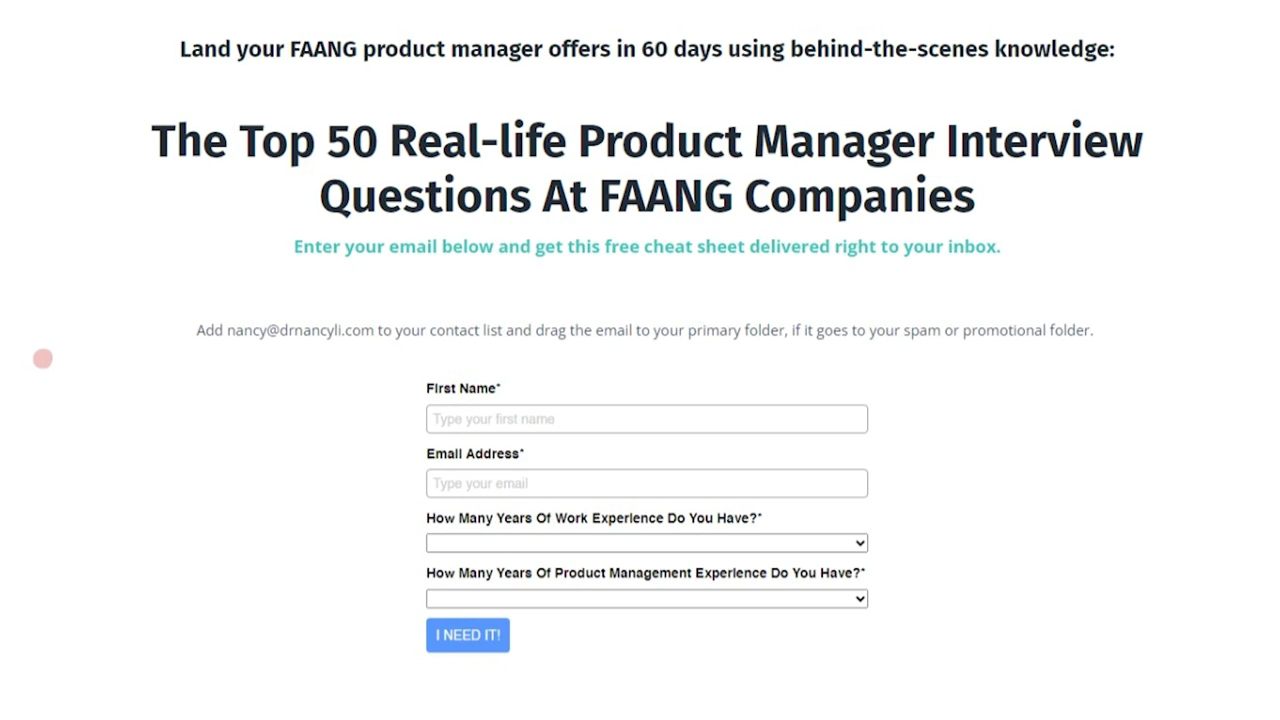 Land your FAANG product manager offers in 60 days using behind-the-scenes knowledge:
The Top 50 Real-life Product Manager Interview
Questions At FAANG Companies
Enter your email below and get this free cheat sheet delivered right to your inbox.
Add nancy@drnancyli.com to your contact list and drag the email to your primary folder, if it goes to your spam or promotional folder.
First Name*
Type your first name
Email Address*
Type your email
How Many Years Of Work Experience Do You Have?*
How Many Years Of Product Management Experience Do You Have?*
I NEED IT!